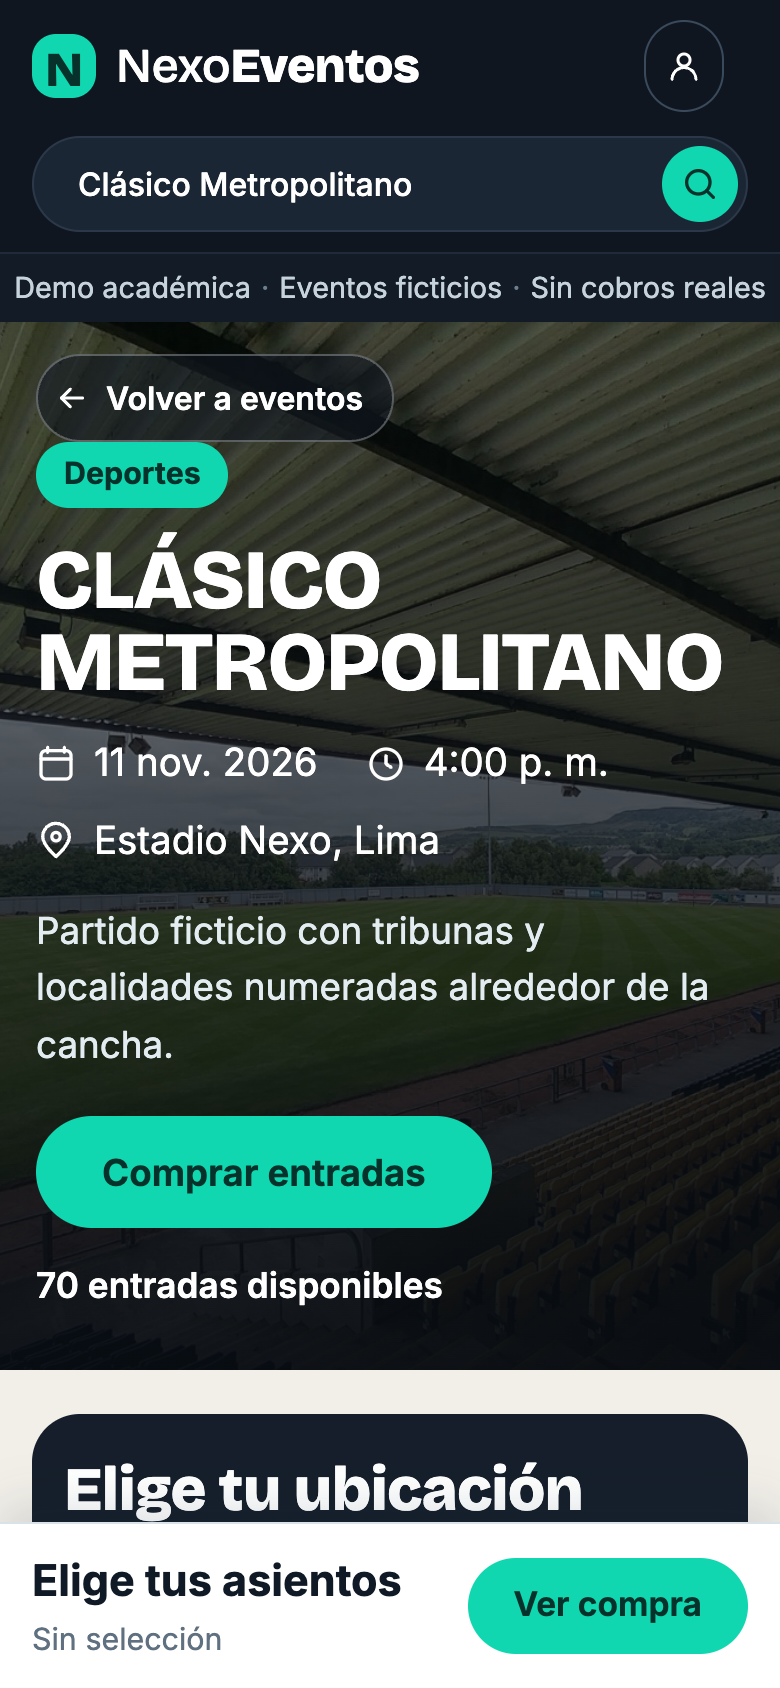 N NexoEventos
Clásico Metropolitano
Demo académica · Eventos ficticios · Sin cobros reales
← Volver a eventos
Deportes
CLÁSICO
METROPOLITANO
11 nov. 2026 4:00 p. m.
Estadio Nexo, Lima
Partido ficticio con tribunas y
localidades numeradas alrededor de la
cancha.
Comprar entradas
70 entradas disponibles
Elige tu ubicación
Elige tus asientos
Sin selección
Ver compra